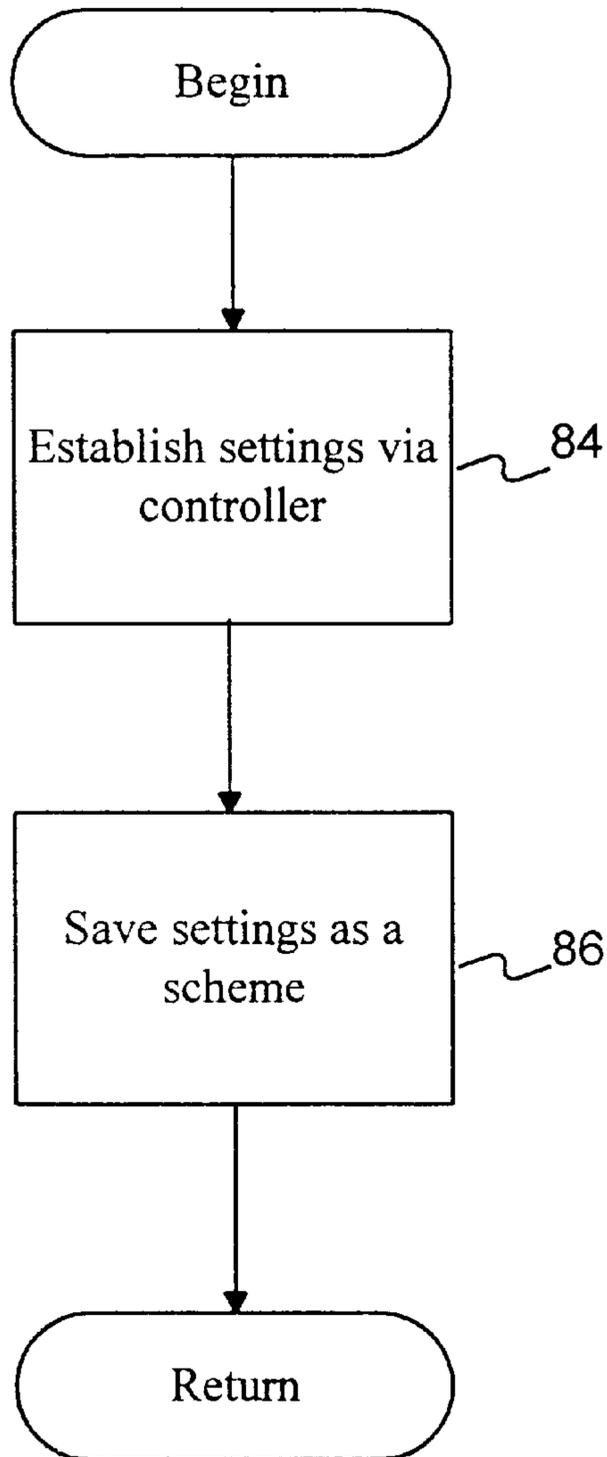 Begin
Establish settings via
controller
84
Save settings as a
scheme
86
Return